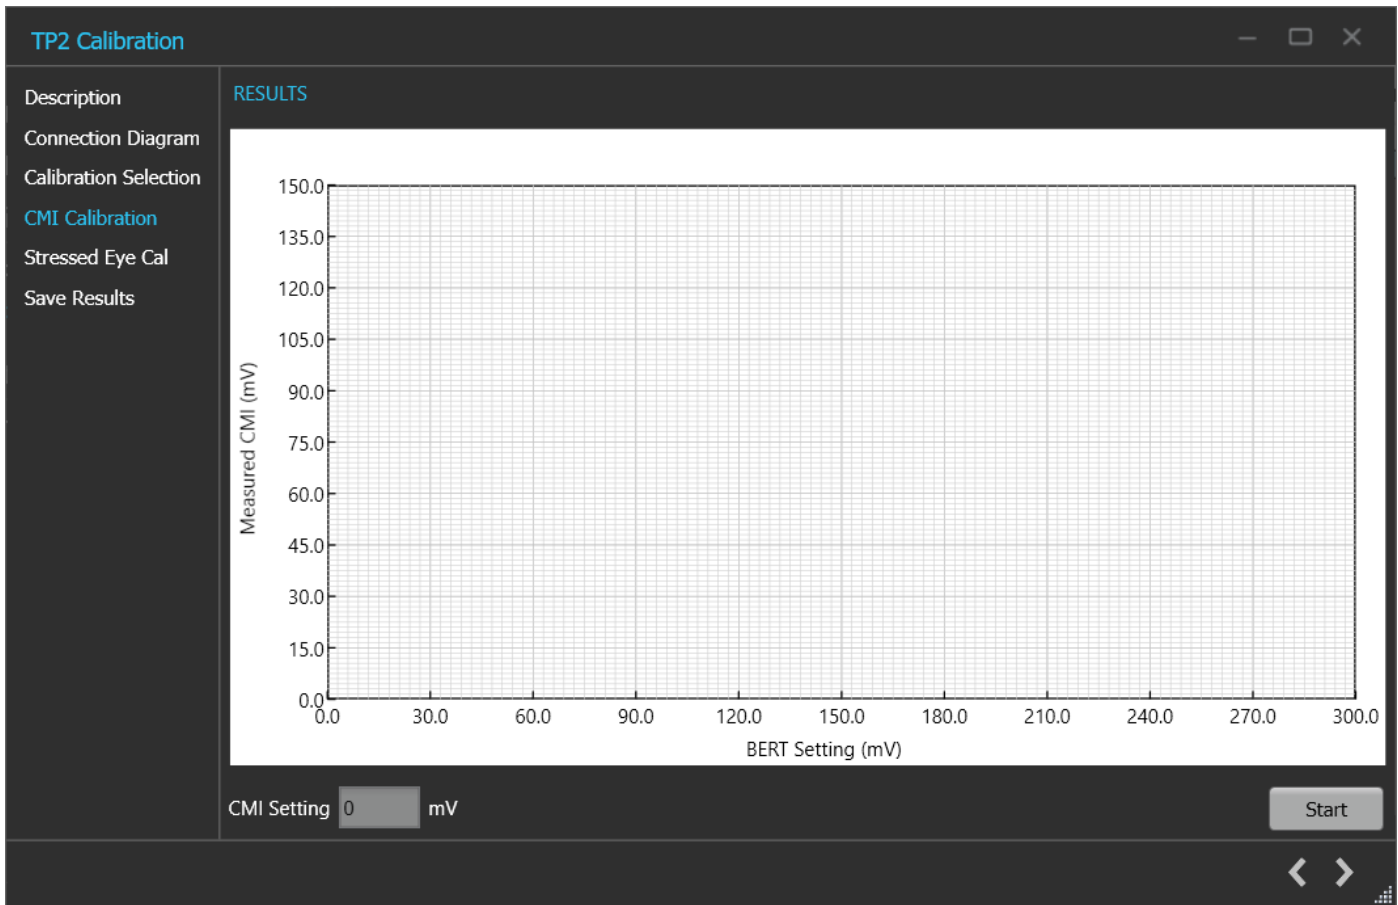 TP2 Calibration
Description
Connection Diagram
Calibration Selection
CMI Calibration
Stressed Eye Cal
Save Results
RESULTS
150.0
135.0
120.0
105.0
90.0
75.0
60.0
45.0
30.0
15.0
0.0
Measured CMI (mV)
0.0 30.0 60.0 90.0 120.0 150.0 180.0 210.0 240.0 270.0 300.0
BERT Setting (mV)
CMI Setting 0 mV
Start